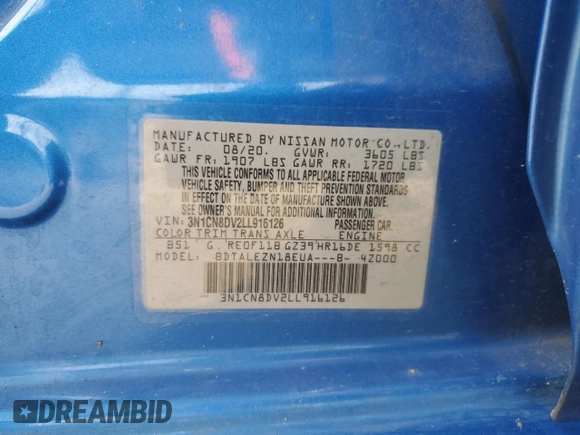 MANUFACTURED BY NISSAN MOTOR CO.,LTD.
DATE: 08/20. GVWR: 3605 LBS
GAWR FR: 1907 LBS GAWR RR: 1720 LBS
THIS VEHICLE CONFORMS TO ALL APPLICABLE FEDERAL MOTOR
VEHICLE SAFETY, BUMPER AND THEFT PREVENTION STANDARDS
IN EFFECT ON THE DATE OF MANUFACTURE SHOWN ABOVE.
SEE OWNER'S MANUAL FOR ADDITIONAL INFORMATION.
VIN: 3N1CN8DV2LL916126 PASSENGER CAR.
COLOR TRIM TRANS AXLE ENGINE
B51 G. RE0F11B GZ39 HR16DE 1598 CC
MODEL: BDTALEZN18EUA---B- 4Z000
3N1CN8DV2LL916126
DREAMBID